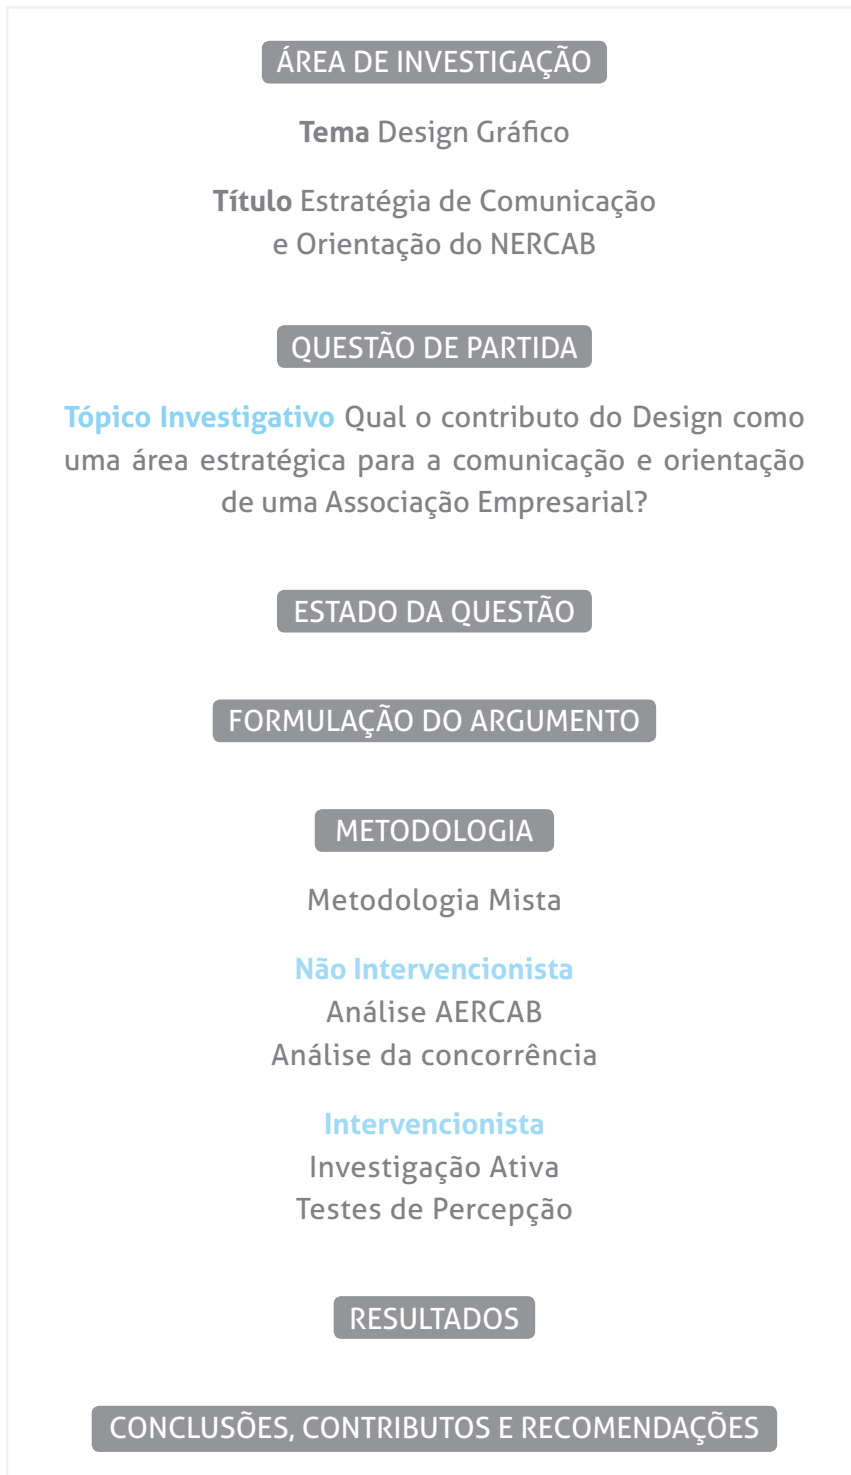 ÁREA DE INVESTIGAÇÃO
Tema Design Gráfico
Título Estratégia de Comunicação
e Orientação do NERCAB
QUESTÃO DE PARTIDA
Tópico Investigativo Qual o contributo do Design como
uma área estratégica para a comunicação e orientação
de uma Associação Empresarial?
ESTADO DA QUESTÃO
FORMULAÇÃO DO ARGUMENTO
METODOLOGIA
Metodologia Mista
Não Intervencionista
Análise AERCAB
Análise da concorrência
Intervencionista
Investigação Ativa
Testes de Percepção
RESULTADOS
CONCLUSÕES, CONTRIBUTOS E RECOMENDAÇÕES